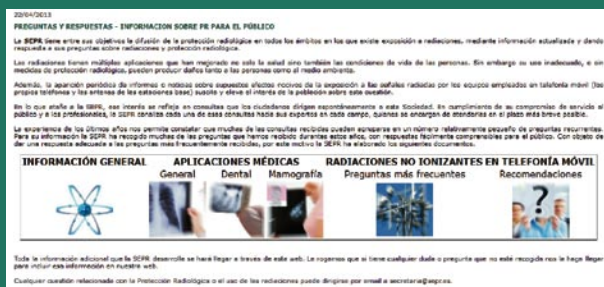 22/04/2013
PREGUNTAS Y RESPUESTAS - INFORMACION SOBRE PR PARA EL PÚBLICO
La SEPR tiene entre sus objetivos la difusión de la protección radiológica en todos los ámbitos en los que existe exposición a radiaciones, mediante información actualizada y dando
respuesta a sus preguntas sobre radiaciones y protección radiológica.
Las radiaciones tienen múltiples aplicaciones que han mejorado no solo la salud sino también las condiciones de vida de las personas. Sin embargo su uso inadecuado, o sin
medidas de protección radiológica, pueden producir daños tanto a las personas como al medio ambiente.
Además, la aparición periódica de informes o noticias sobre supuestos efectos nocivos de la exposición a las señales radiadas por los equipos empleados en telefonía móvil (los
propios teléfonos y las antenas de las estaciones base) suscita y eleva el interés de la población sobre esta cuestión.
En lo que atañe a la SEPR, ese interés se refleja en consultas que los ciudadanos dirigen espontáneamente a esta Sociedad. En cumplimiento de su compromiso de servicio al
público y a los profesionales, la SEPR canaliza cada una de esas consultas hacia sus expertos en cada campo, quienes se encargan de atenderlas en el plazo más breve posible.
La experiencia de los últimos años nos permite constatar que muchas de las consultas recibidas pueden agruparse en un número relativamente pequeño de preguntas recurrentes.
Para su información la SEPR ha recogido muchas de las preguntas que hemos recibido durantes estos años, con respuestas fácilmente comprensibles para el público. Con objeto de
dar una respuesta adecuada a las preguntas más frecuentemente recibidas, por este motivo la SEPR ha elaborado los siguientes documentos.
INFORMACIÓN GENERAL APLICACIONES MÉDICAS RADIACIONES NO IONIZANTES EN TELEFONÍA MÓVIL
General Dental Mamografía Preguntas más frecuentes Recomendaciones
?
Toda la información adicional que la SEPR desarrolle se hará llegar a través de esta web. Le rogamos que si tiene cualquier duda o pregunta que no esté recogida nos la haga llegar
para incluir esa información en nuestra web.
Cualquier cuestión relacionada con la Protección Radiológica o el uso de las radiaciones puede dirigirse por email a secretaria@sepr.es.